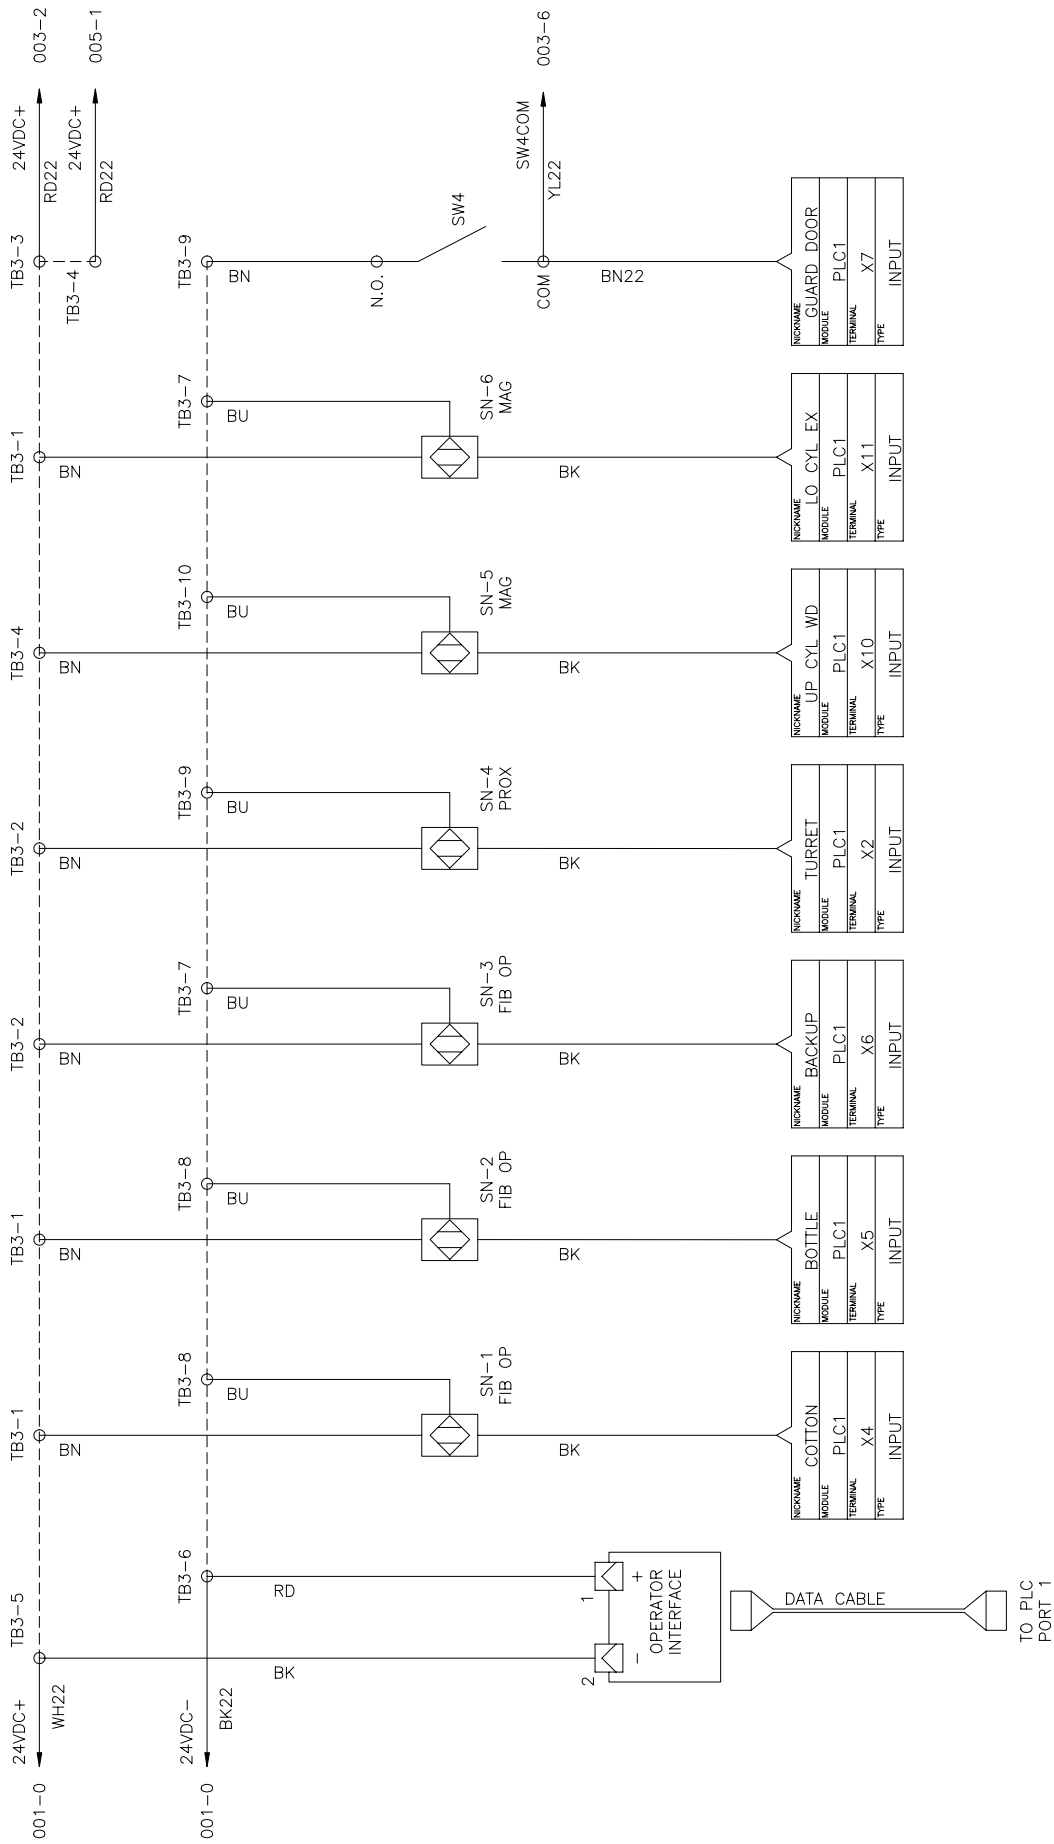 001-0
24VDC+
WH22
TB3-5
TB3-1
TB3-1
TB3-2
TB3-2
TB3-4
TB3-1
TB3-3
24VDC+
RD22
003-2
TB3-4
24VDC+
RD22
005-1
BN
BN
BN
BN
BN
BN
001-0
24VDC-
BK22
TB3-6
TB3-8
TB3-8
TB3-7
TB3-9
TB3-10
TB3-7
TB3-9
BK
RD
BU
BU
BU
BU
BU
BU
BN
N.O.
SW4
SN-1
FIB OP
SN-2
FIB OP
SN-3
FIB OP
SN-4
PROX
SN-5
MAG
SN-6
MAG
COM
SW4COM
YL22
003-6
BK
BK
BK
BK
BK
BK
BN22
2
1
-
+
OPERATOR
INTERFACE
DATA CABLE
TO PLC
PORT 1
NICKNAME
COTTON
MODULE
PLC1
TERMINAL
X4
TYPE
INPUT
NICKNAME
BOTTLE
MODULE
PLC1
TERMINAL
X5
TYPE
INPUT
NICKNAME
BACKUP
MODULE
PLC1
TERMINAL
X6
TYPE
INPUT
NICKNAME
TURRET
MODULE
PLC1
TERMINAL
X2
TYPE
INPUT
NICKNAME
UP CYL WD
MODULE
PLC1
TERMINAL
X10
TYPE
INPUT
NICKNAME
LO CYL EX
MODULE
PLC1
TERMINAL
X11
TYPE
INPUT
NICKNAME
GUARD DOOR
MODULE
PLC1
TERMINAL
X7
TYPE
INPUT